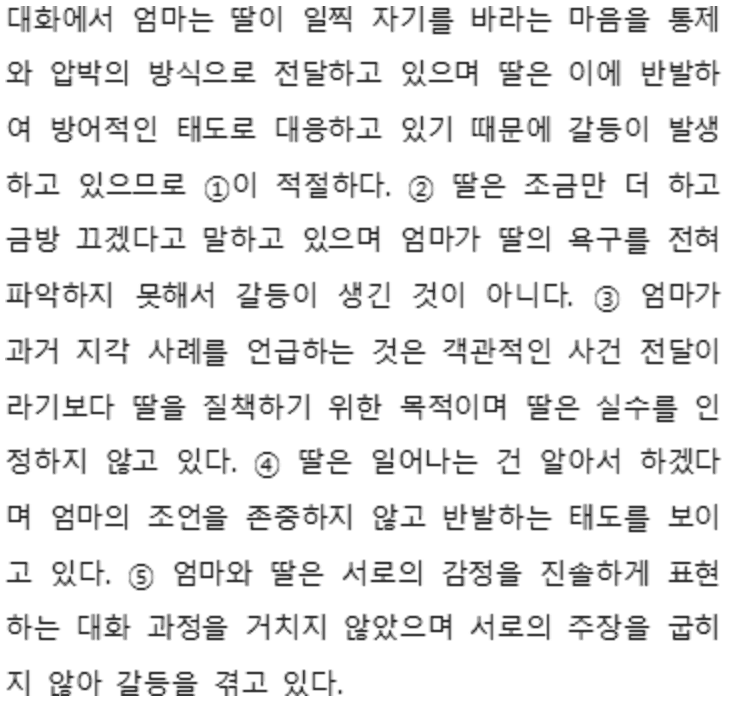 대화에서 엄마는 딸이 일찍 자기를 바라는 마음을 통제
와 압박의 방식으로 전달하고 있으며 딸은 이에 반발하
여 방어적인 태도로 대응하고 있기 때문에 갈등이 발생
하고 있으므로 ①이 적절하다. ② 딸은 조금만 더 하고
금방 끄겠다고 말하고 있으며 엄마가 딸의 욕구를 전혀
파악하지 못해서 갈등이 생긴 것이 아니다. ③ 엄마가
과거 지각 사례를 언급하는 것은 객관적인 사건 전달이
라기보다 딸을 질책하기 위한 목적이며 딸은 실수를 인
정하지 않고 있다. ④ 딸은 일어나는 건 알아서 하겠다
며 엄마의 조언을 존중하지 않고 반발하는 태도를 보이
고 있다. ⑤ 엄마와 딸은 서로의 감정을 진솔하게 표현
하는 대화 과정을 거치지 않았으며 서로의 주장을 굽히
지 않아 갈등을 겪고 있다.